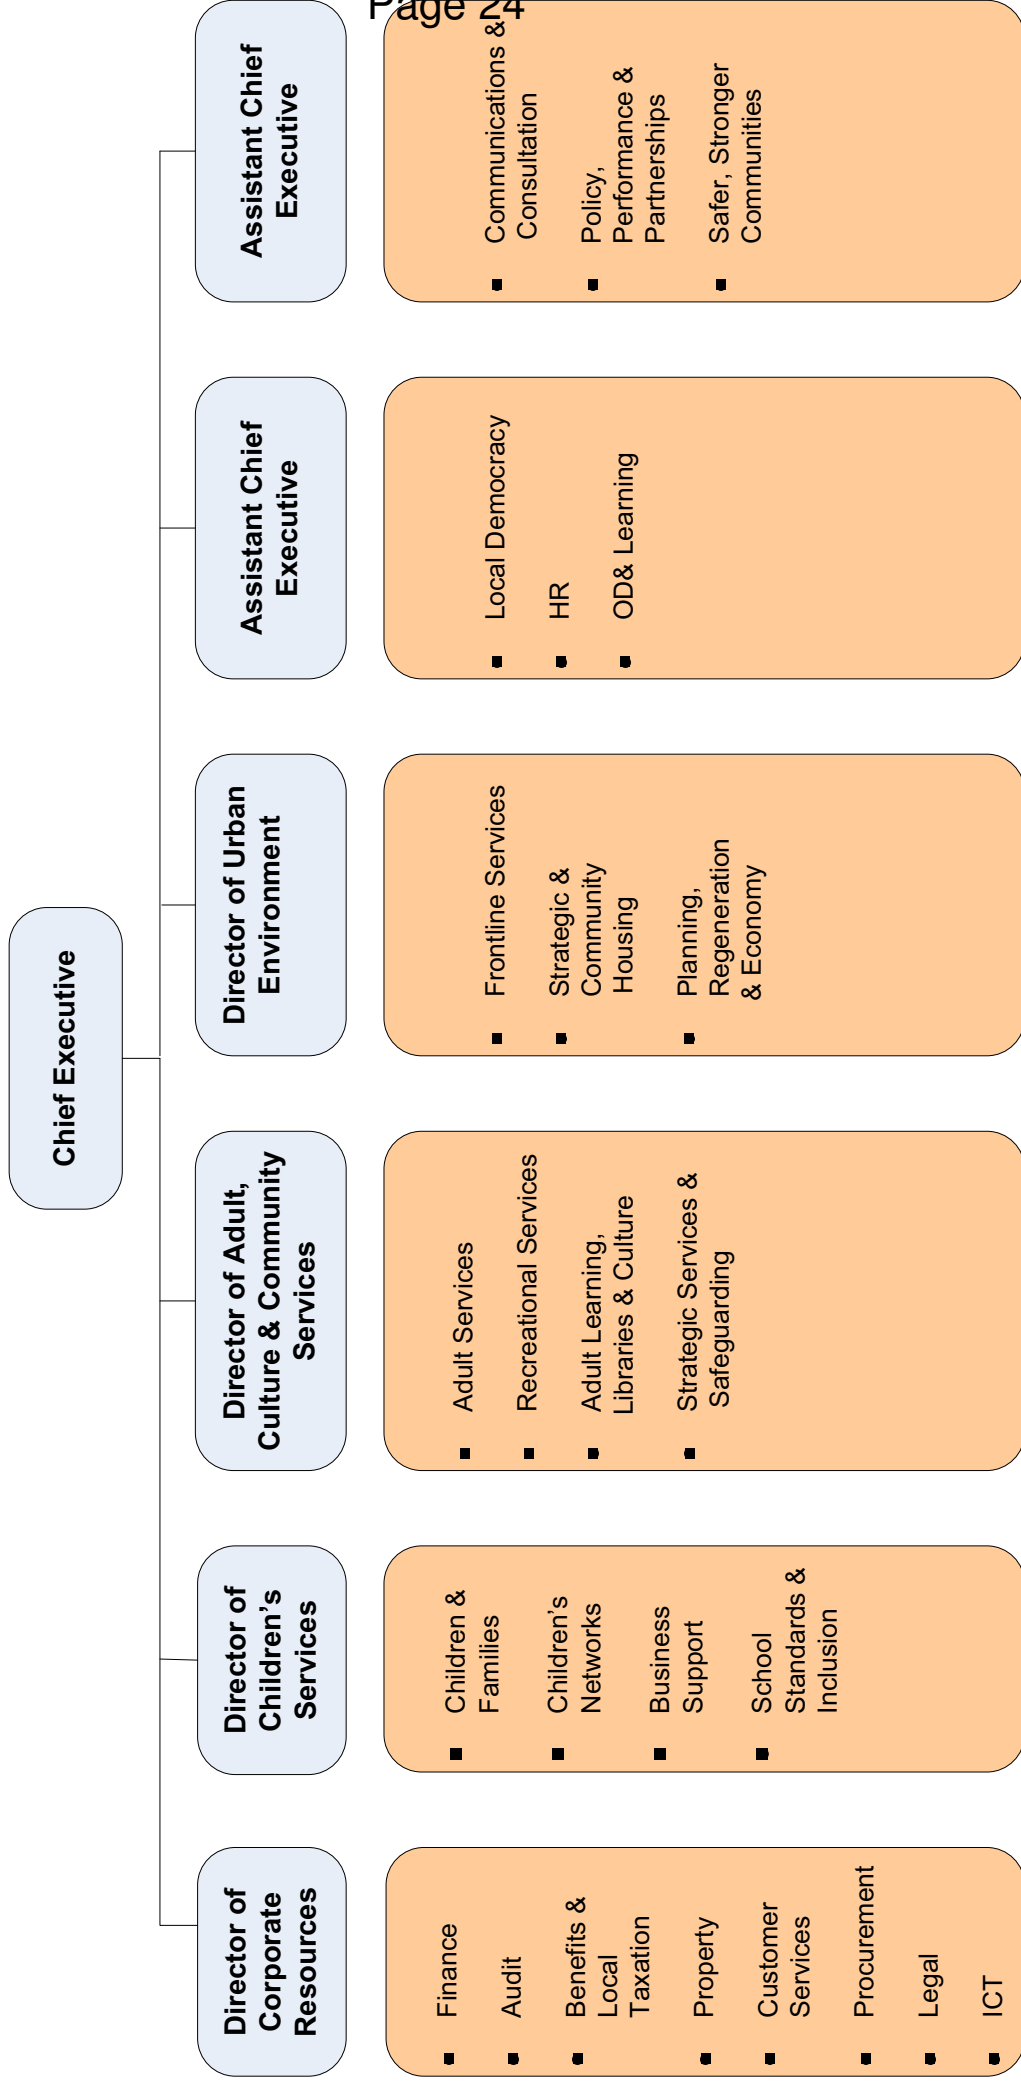 Page 24
Chief Executive
Director of
Corporate
Resources
Finance
Audit
Benefits &
Local
Taxation
Property
Customer
Services
Procurement
Legal
ICT
Director of
Children’s
Services
Children &
Families
Children’s
Networks
Business
Support
School
Standards &
Inclusion
Director of Adult,
Culture & Community
Services
Adult Services
Recreational Services
Adult Learning,
Libraries & Culture
Strategic Services &
Safeguarding
Director of Urban
Environment
Frontline Services
Strategic &
Community
Housing
Planning,
Regeneration
& Economy
Assistant Chief
Executive
Local Democracy
HR
OD& Learning
Assistant Chief
Executive
Communications &
Consultation
Policy,
Performance &
Partnerships
Safer, Stronger
Communities